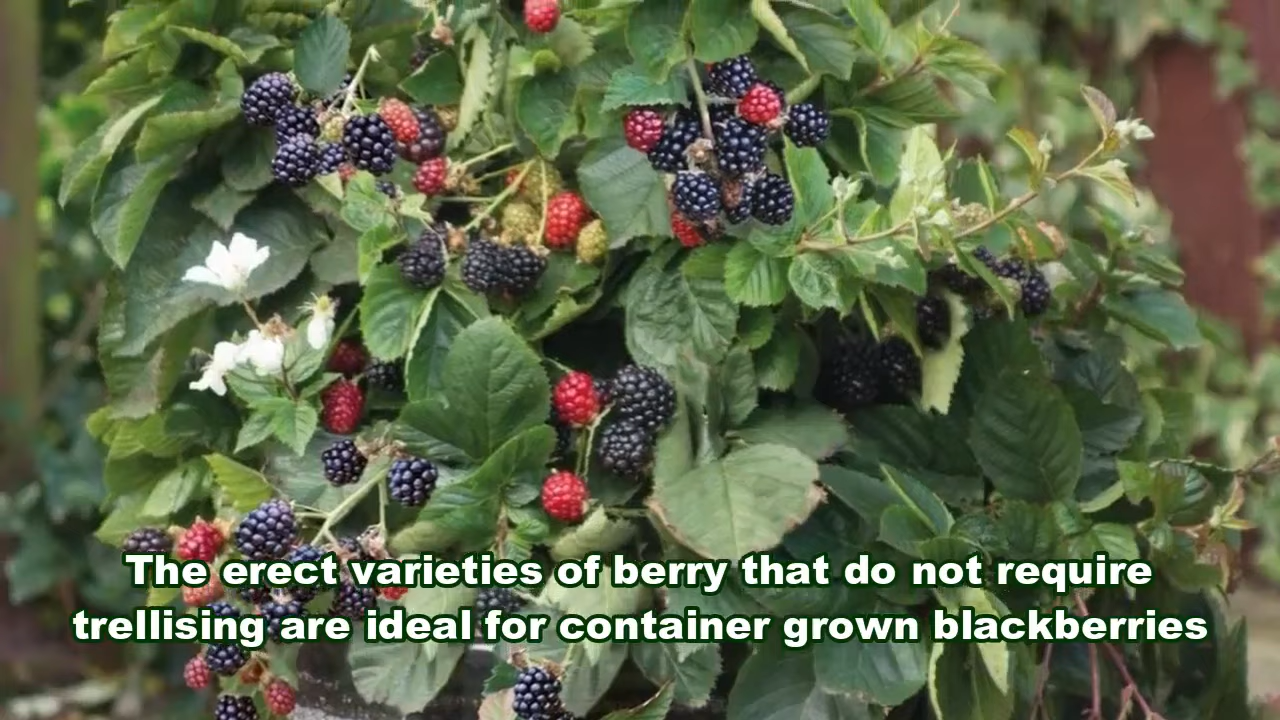 The erect varieties of berry that do not require
trellising are ideal for container grown blackberries